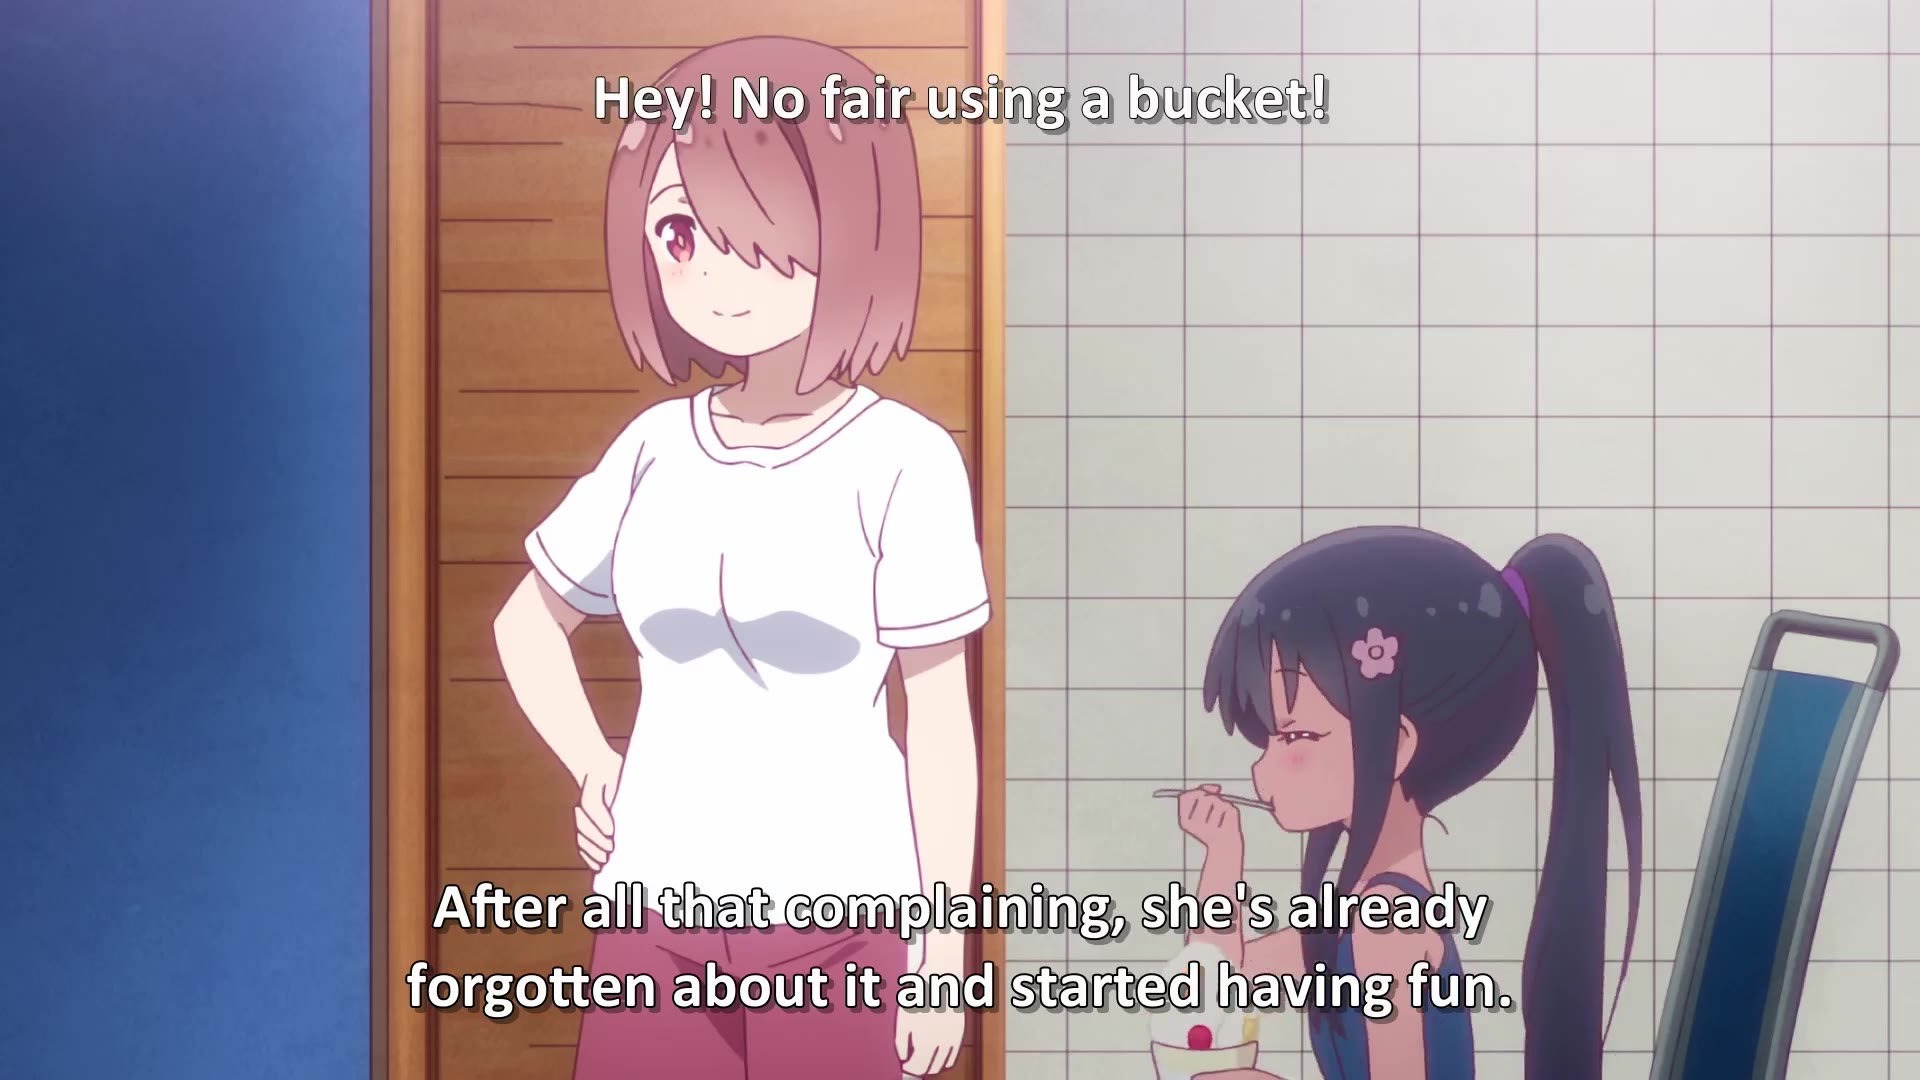 Hey! No fair using a bucket!
After all that complaining, she's already
forgotten about it and started having fun.